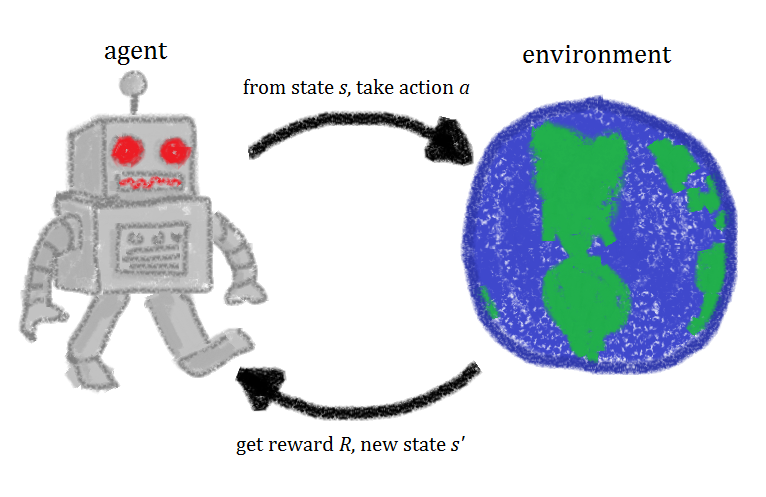 agent
environment
from state s, take action a
get reward R, new state s′